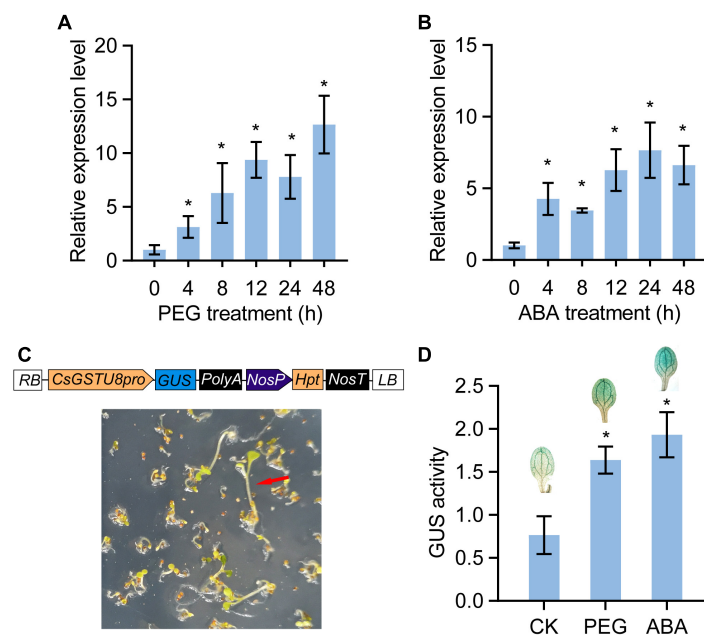 A
Relative expression level
20
15
10
5
0
*
*
*
*
*
0 4 8 12 24 48
PEG treatment (h)
B
Relative expression level
15
10
5
0
*
*
*
*
*
0 4 8 12 24 48
ABA treatment (h)
C
RB CsGSTU8pro GUS PolyA NosP Hpt NosT LB
D
GUS activity
2.5
2.0
1.5
1.0
0.5
0.0
*
*
CK PEG ABA